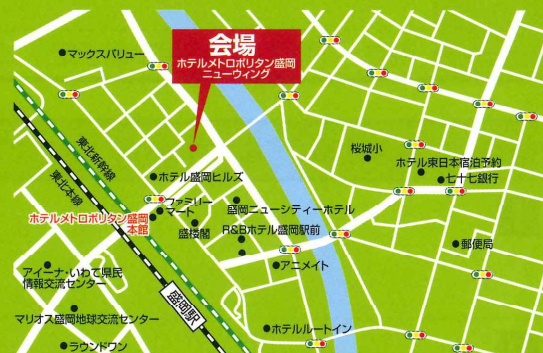 会場
ホテルメトロポリタン盛岡
ニューウィング
マックスバリュー
東北新幹線
東北本線
桜城小
ホテル東日本宿泊予約
七十七銀行
ホテル盛岡ヒルズ
ファミリー
マート
ホテルメトロポリタン盛岡
本館
盛楼閣
盛岡ニューシティーホテル
R&Bホテル盛岡駅前
アニメイト
郵便局
アイーナ・いわて県民
情報交流センター
盛岡駅
マリオス盛岡地球交流センター
ホテルルートイン
ラウンドワン